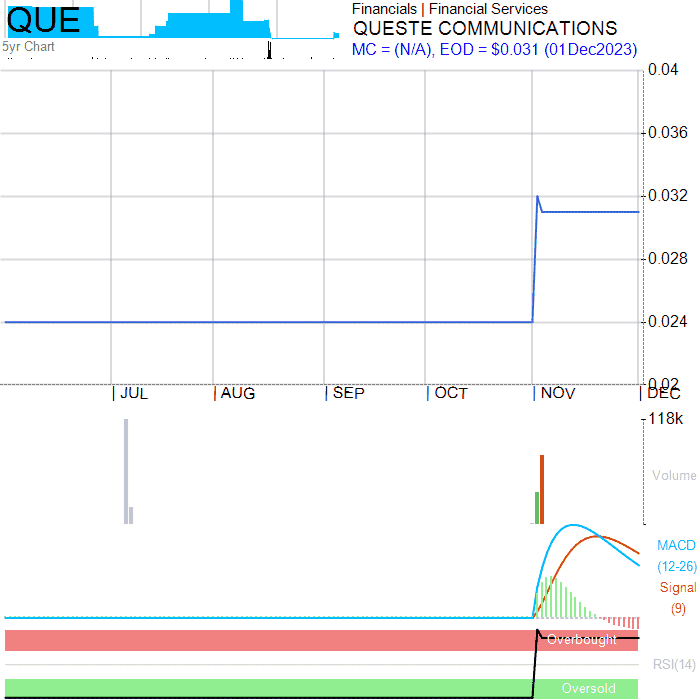 QUE
5yr Chart
Financials | Financial Services
QUESTE COMMUNICATIONS
MC = (N/A), EOD = $0.031 (01Dec2023)
0.04
0.036
0.032
0.028
0.024
0.02
| JUL | AUG | SEP | OCT | NOV | DEC
118k
Volume
MACD
(12-26)
Signal
(9)
Overbought
RSI(14)
Oversold